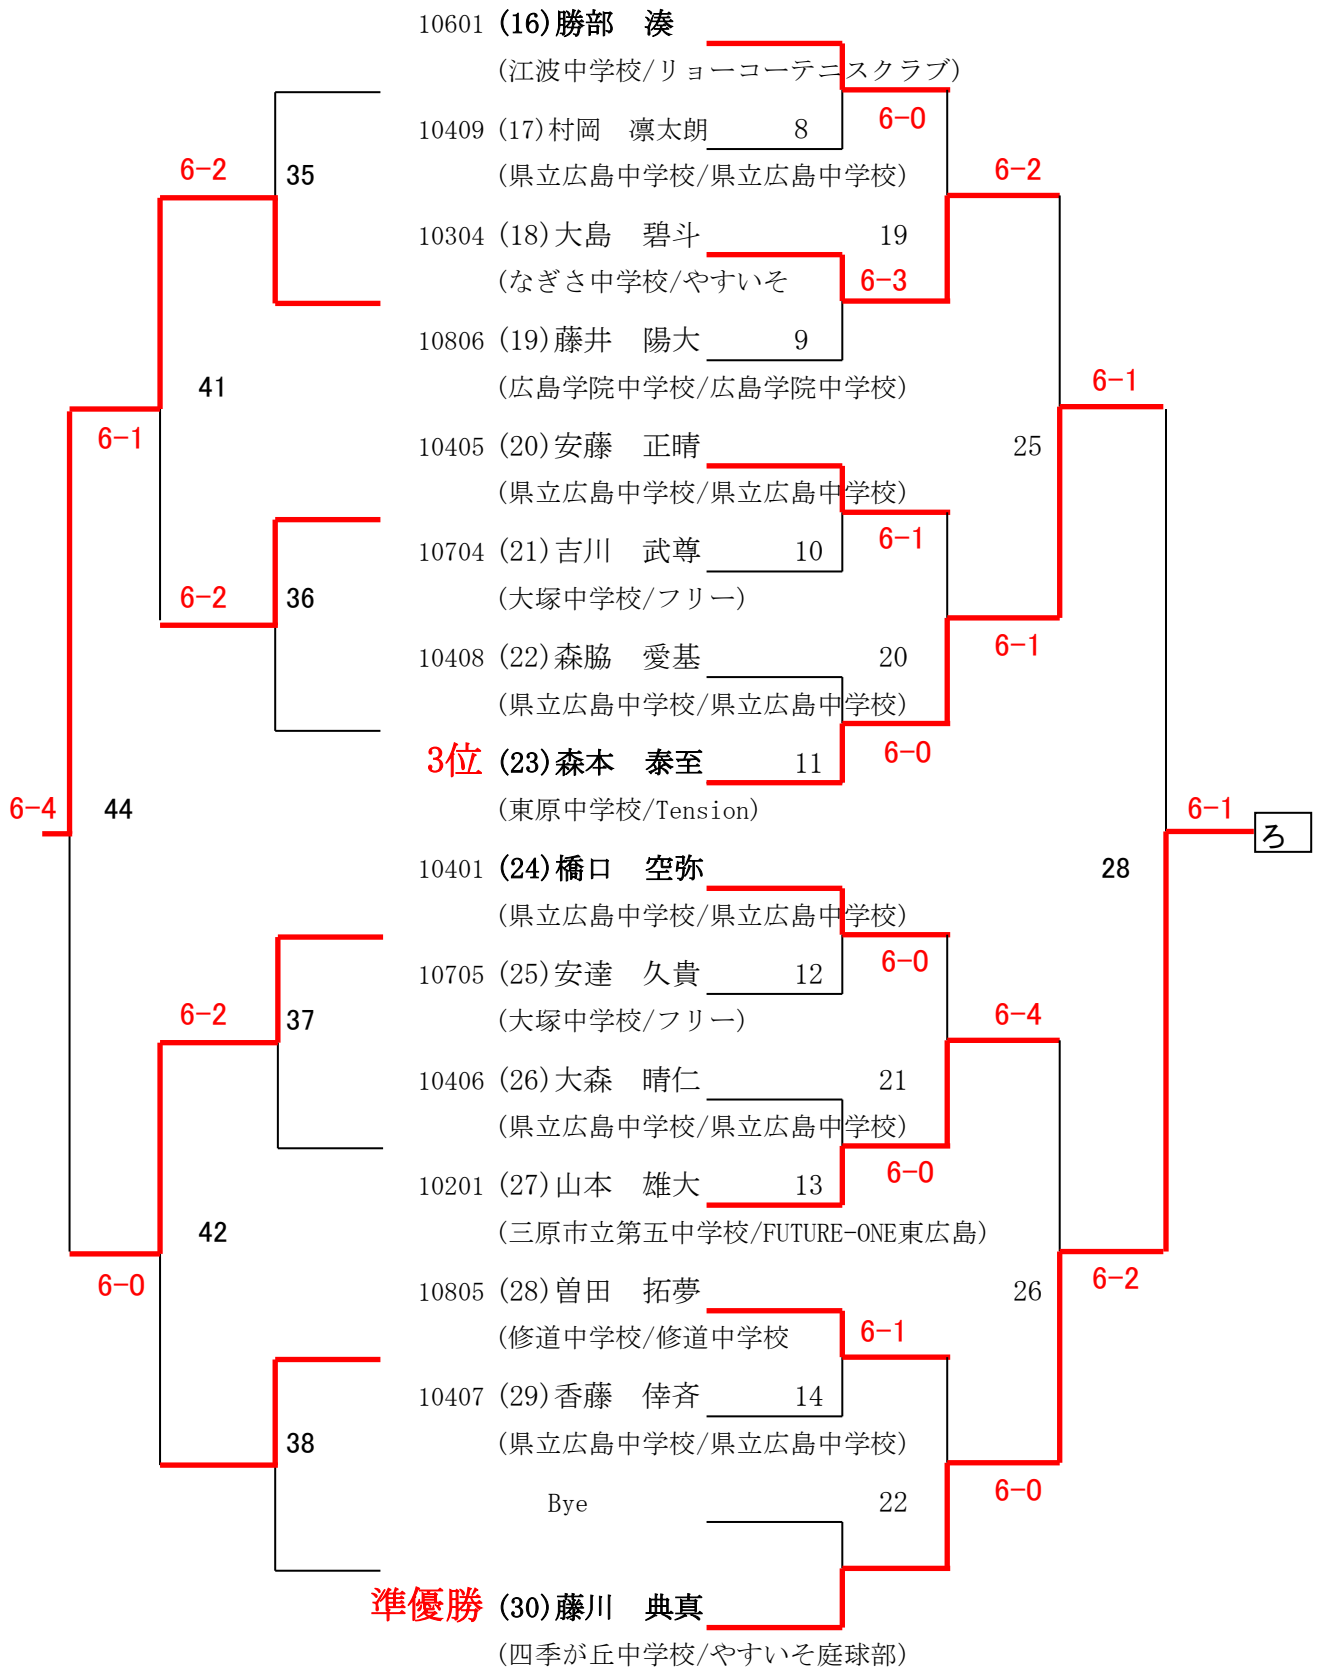 10601 (16)勝部　湊
(江波中学校/リョーコーテニスクラブ)
6-0
10409 (17)村岡　凛太朗 8
6-2 35 (県立広島中学校/県立広島中学校) 6-2
10304 (18)大島　碧斗 19
(なぎさ中学校/やすいそ 6-3
10806 (19)藤井　陽大 9
41 (広島学院中学校/広島学院中学校) 6-1
6-1 10405 (20)安藤　正晴 25
(県立広島中学校/県立広島中学校)
10704 (21)吉川　武尊 10 6-1
6-2 36 (大塚中学校/フリー)
10408 (22)森脇　愛基 20 6-1
(県立広島中学校/県立広島中学校)
3位 (23)森本　泰至 11 6-0
6-4 44 (東原中学校/Tension) 6-1
ろ
10401 (24)橋口　空弥 28
(県立広島中学校/県立広島中学校)
10705 (25)安達　久貴 12 6-0
6-2 37 (大塚中学校/フリー) 6-4
10406 (26)大森　晴仁 21
(県立広島中学校/県立広島中学校)
10201 (27)山本　雄大 13 6-0
42 (三原市立第五中学校/FUTURE-ONE東広島)
6-0 10805 (28)曽田　拓夢 26 6-2
(修道中学校/修道中学校 6-1
10407 (29)香藤　倖斉 14
38 (県立広島中学校/県立広島中学校)
Bye 22 6-0
準優勝 (30)藤川　典真
(四季が丘中学校/やすいそ庭球部)